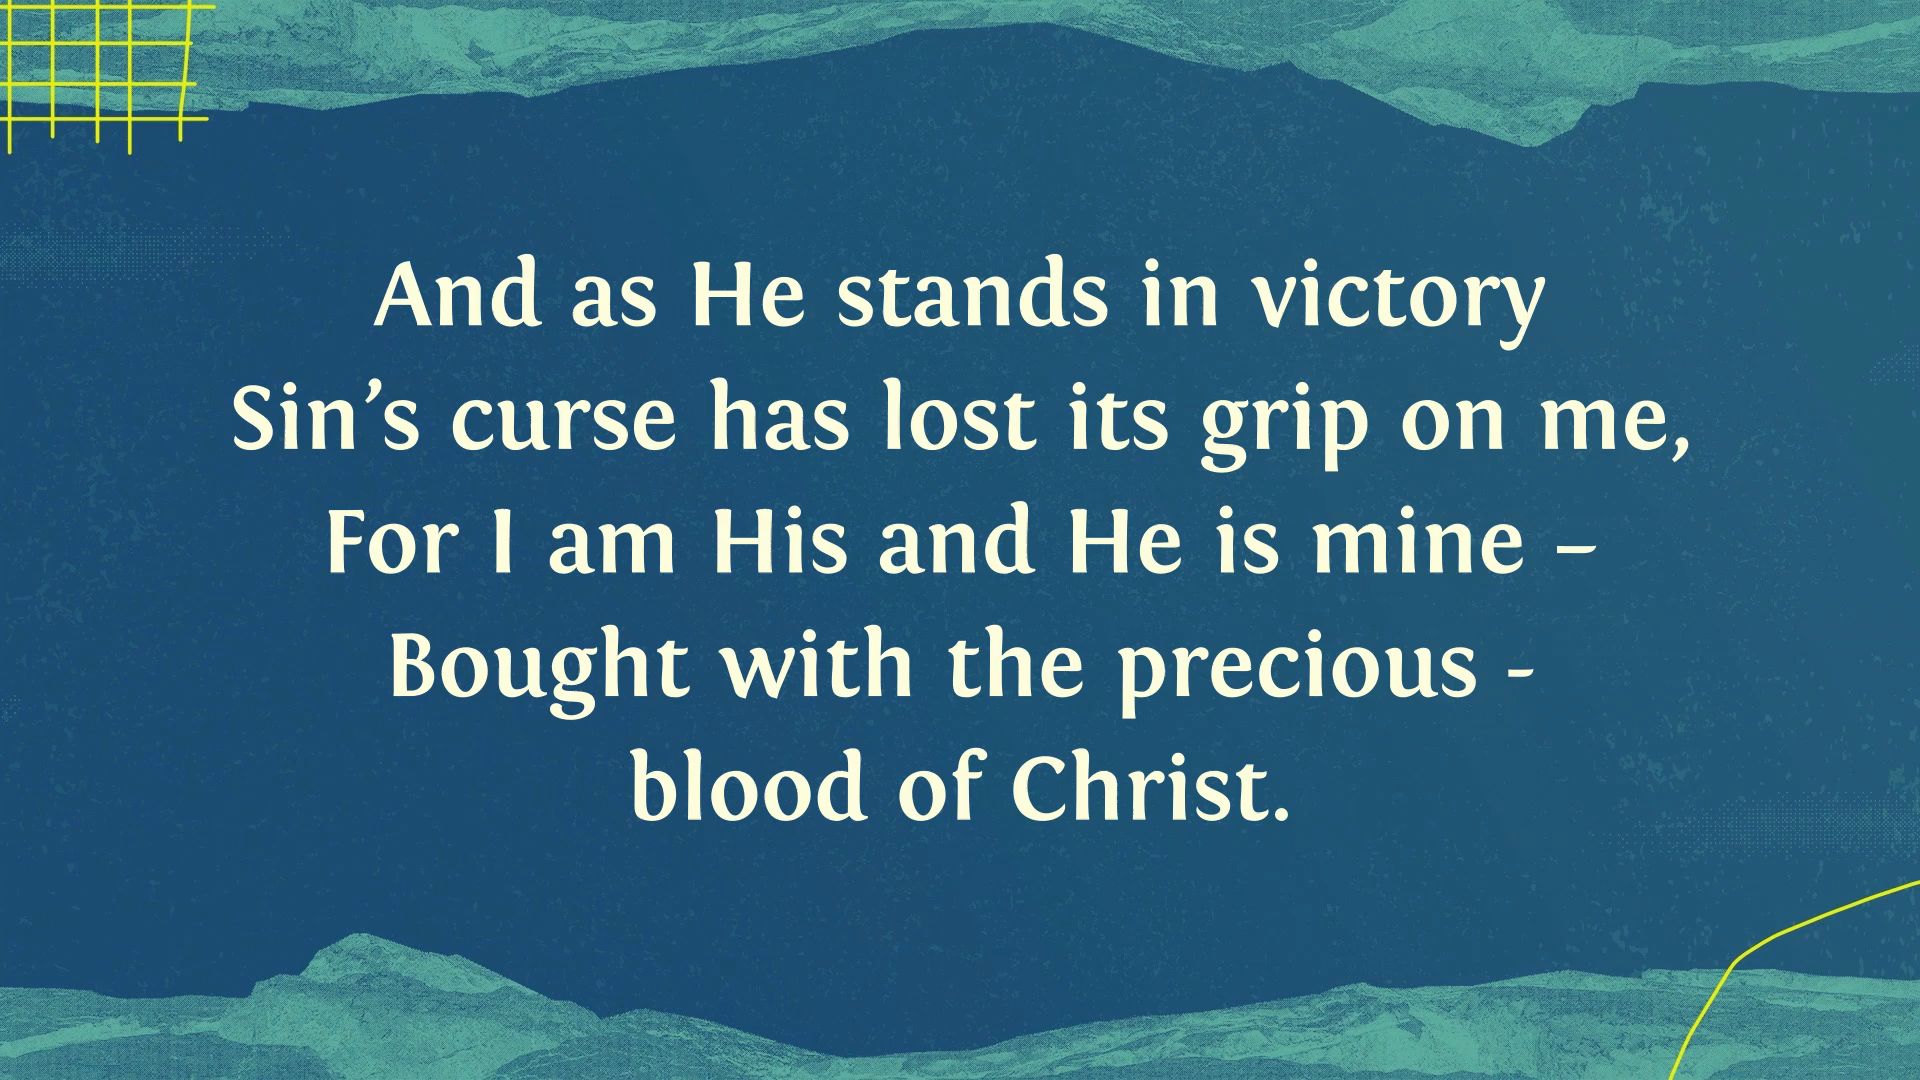 And as He stands in victory
Sin’s curse has lost its grip on me,
For I am His and He is mine –
Bought with the precious -
blood of Christ.